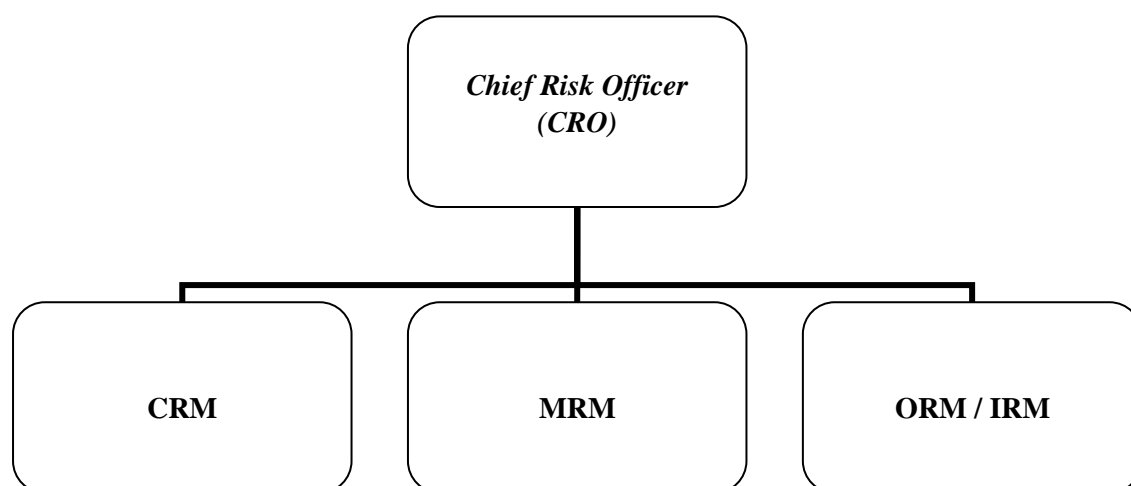 Chief Risk Officer
(CRO)
CRM
MRM
ORM / IRM